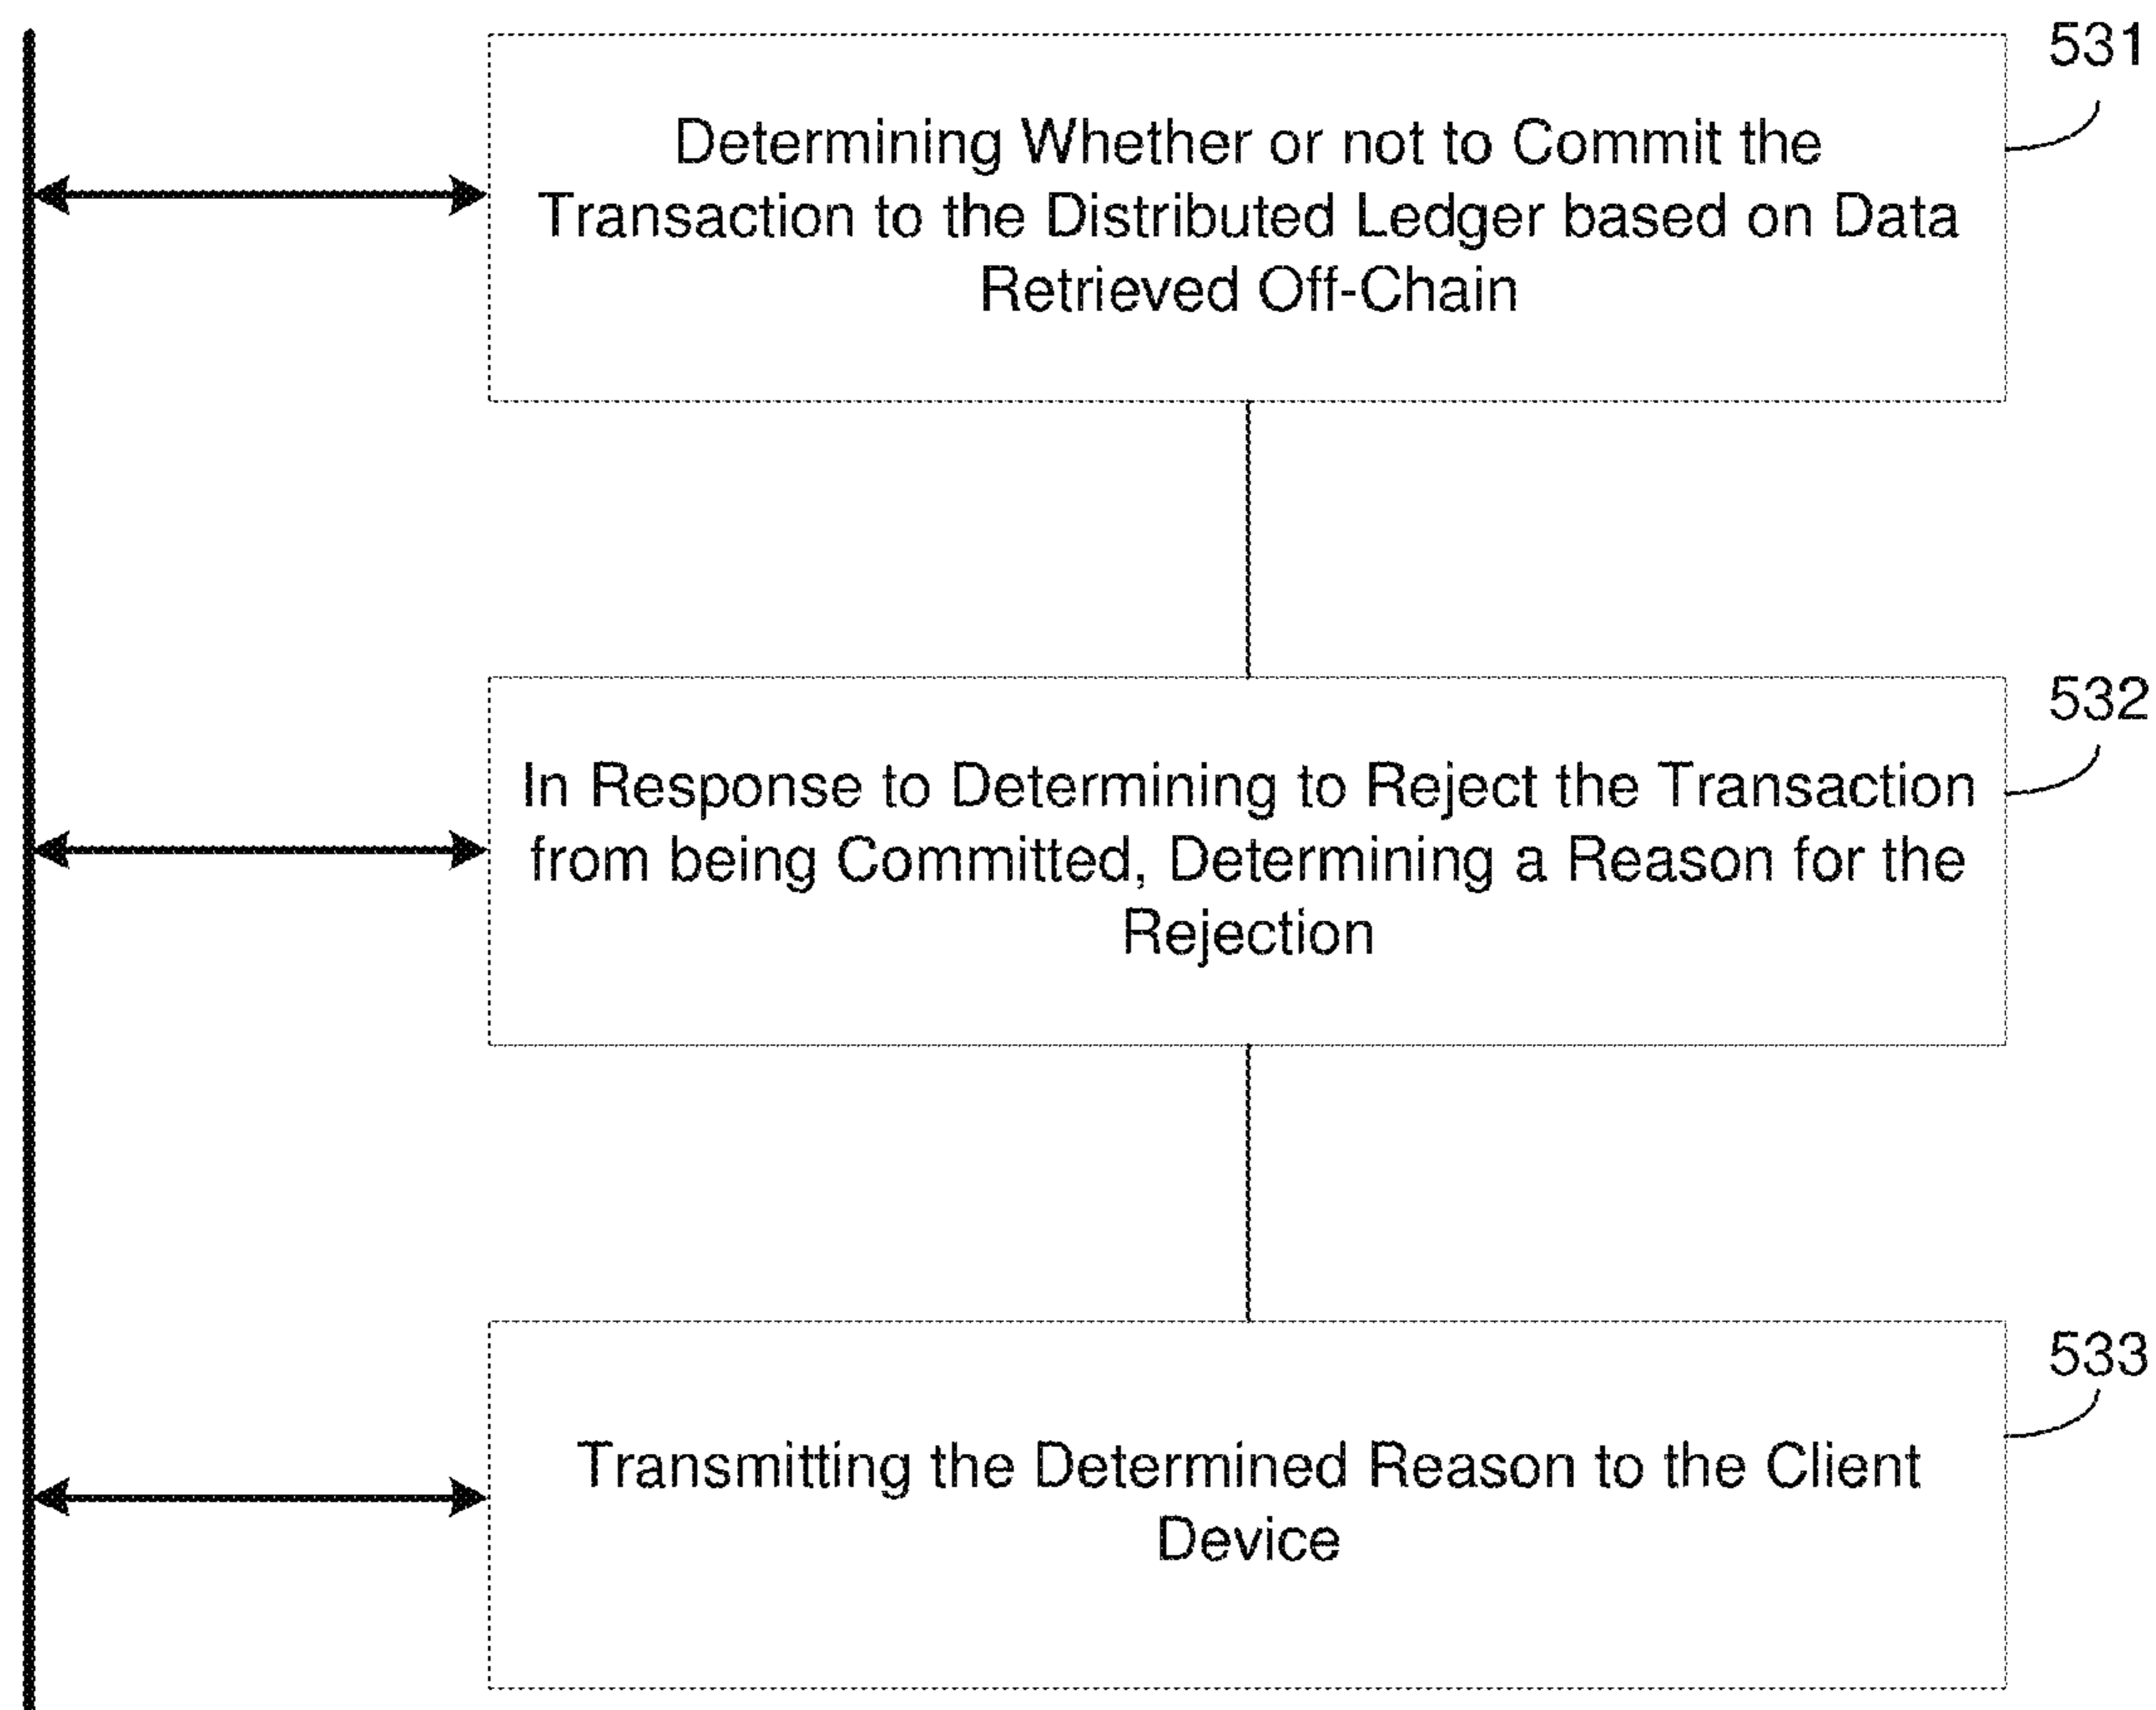 531
Determining Whether or not to Commit the
Transaction to the Distributed Ledger based on Data
Retrieved Off-Chain
532
In Response to Determining to Reject the Transaction
from being Committed, Determining a Reason for the
Rejection
533
Transmitting the Determined Reason to the Client
Device